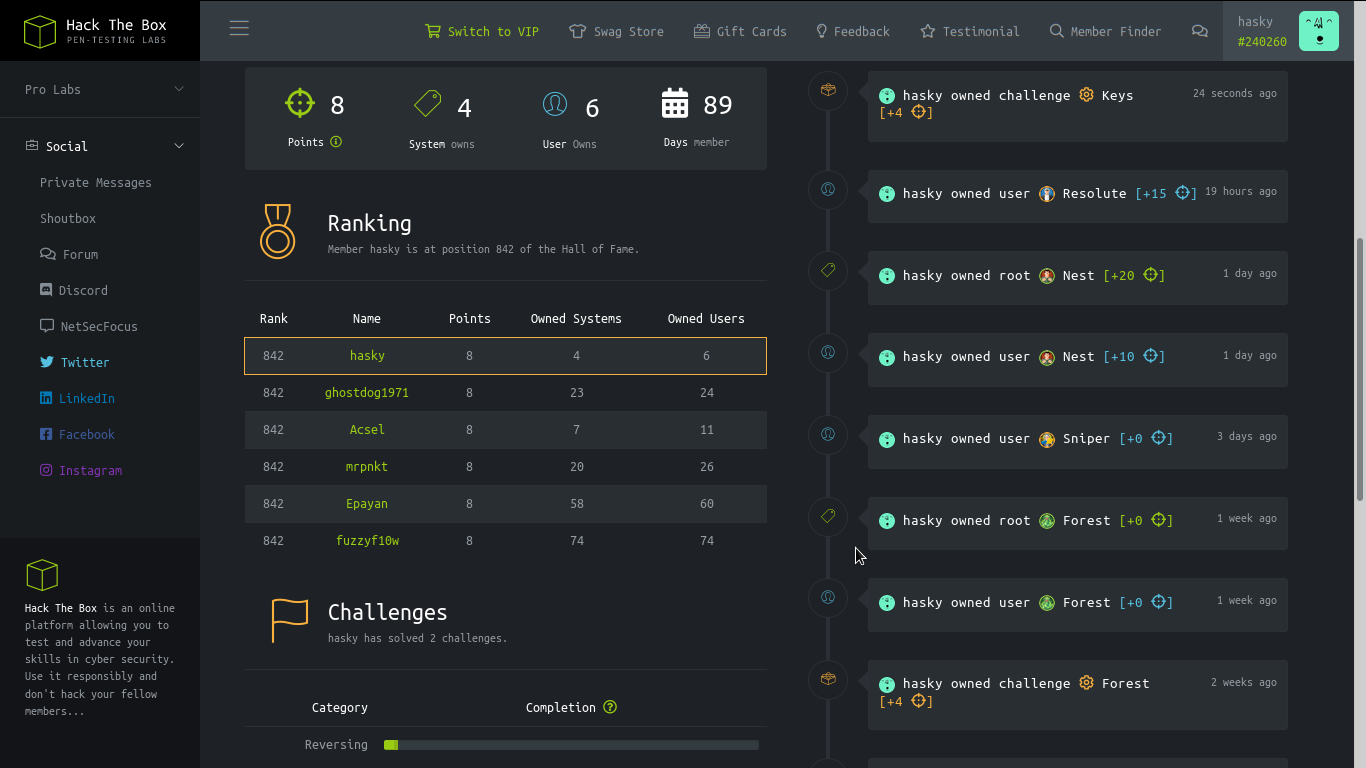 Hack The Box
PEN-TESTING LABS
Switch to VIP
Swag Store
Gift Cards
Feedback
Testimonial
Member Finder
hasky
#240260
Pro Labs
Social
Private Messages
Shoutbox
Forum
Discord
NetSecFocus
Twitter
LinkedIn
Facebook
Instagram
Hack The Box is an online
platform allowing you to
test and advance your
skills in cyber security.
Use it responsibly and
don't hack your fellow
members...
8
Points
4
System owns
6
User Owns
89
Days member
Ranking
Member hasky is at position 842 of the Hall of Fame.
Rank Name Points Owned Systems Owned Users
842 hasky 8 4 6
842 ghostdog1971 8 23 24
842 Acsel 8 7 11
842 mrpnkt 8 20 26
842 Epayan 8 58 60
842 fuzzyf10w 8 74 74
Challenges
hasky has solved 2 challenges.
Category Completion ?
Reversing
hasky owned challenge Keys 24 seconds ago
[+4 ]
hasky owned user Resolute [+15 ] 19 hours ago
hasky owned root Nest [+20 ] 1 day ago
hasky owned user Nest [+10 ] 1 day ago
hasky owned user Sniper [+0 ] 3 days ago
hasky owned root Forest [+0 ] 1 week ago
hasky owned user Forest [+0 ] 1 week ago
hasky owned challenge Forest 2 weeks ago
[+4 ]